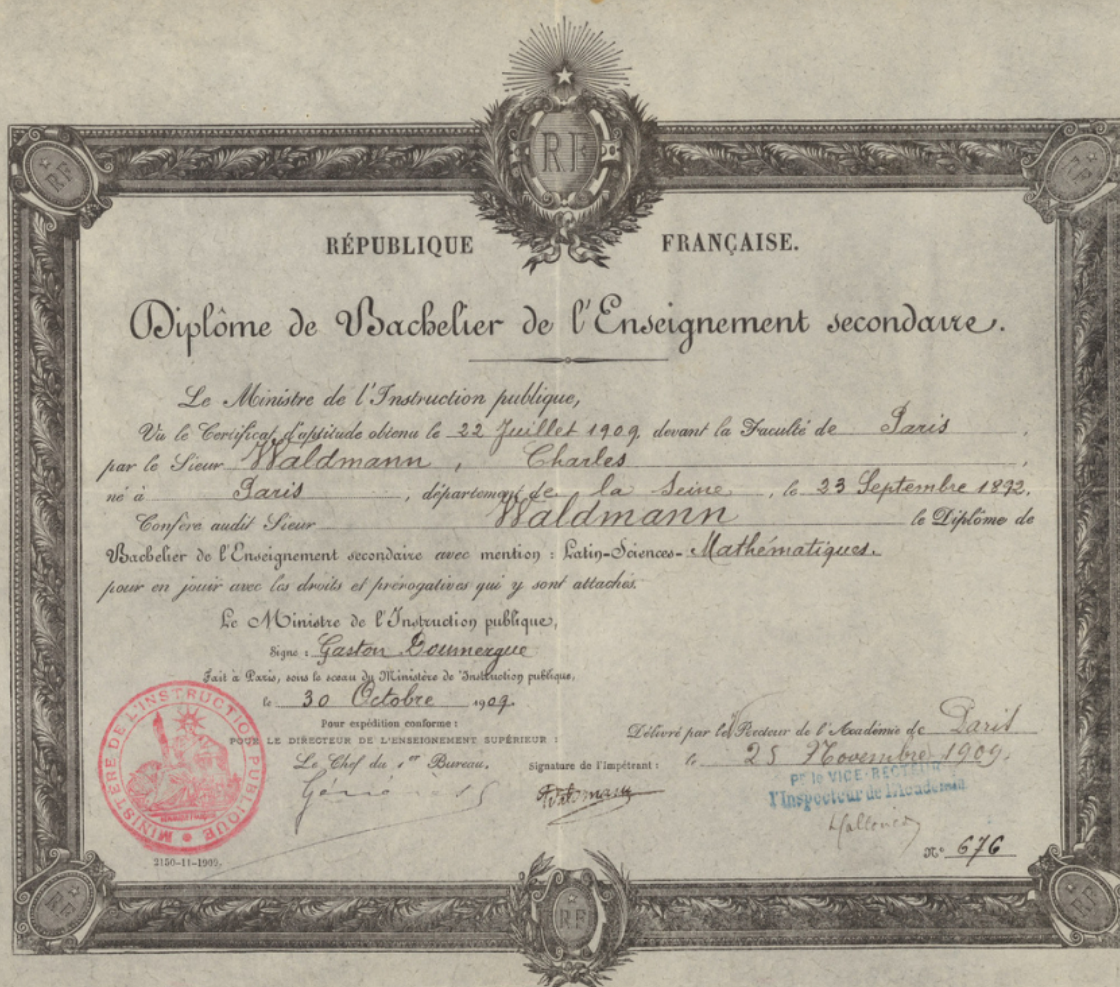 RF
RF
RF
RÉPUBLIQUE FRANÇAISE.
Diplôme de Bachelier de l'Enseignement secondaire.
Le Ministre de l'Instruction publique,
Vu le Certificat d'aptitude obtenu le 22 Juillet 1909, devant la Faculté de Paris,
par le Sieur Waldmann, Charles,
né à Paris, département de la Seine, le 23 Septembre 1892,
Confère audit Sieur Waldmann le Diplôme de
Bachelier de l'Enseignement secondaire avec mention : Latin-Sciences-Mathématiques.
pour en jouir avec les droits et prérogatives qui y sont attachés.
Le Ministre de l'Instruction publique,
Signé : Gaston Doumergue
Fait à Paris, sous le sceau du Ministère de l'Instruction publique,
le 30 Octobre 1909.
Pour expédition conforme :
POUR LE DIRECTEUR DE L'ENSEIGNEMENT SUPÉRIEUR :
Le Chef du 1er Bureau,
Signature de l'Impétrant :
Délivré par le Vice Recteur de l'Académie de Paris
le 25 Novembre 1909.
Pr le VICE-RECTEUR
l'Inspecteur de l'Académie
MINISTÈRE DE L'INSTRUCTION PUBLIQUE
N° 676
2150-11-1909.
RF
RF
RF